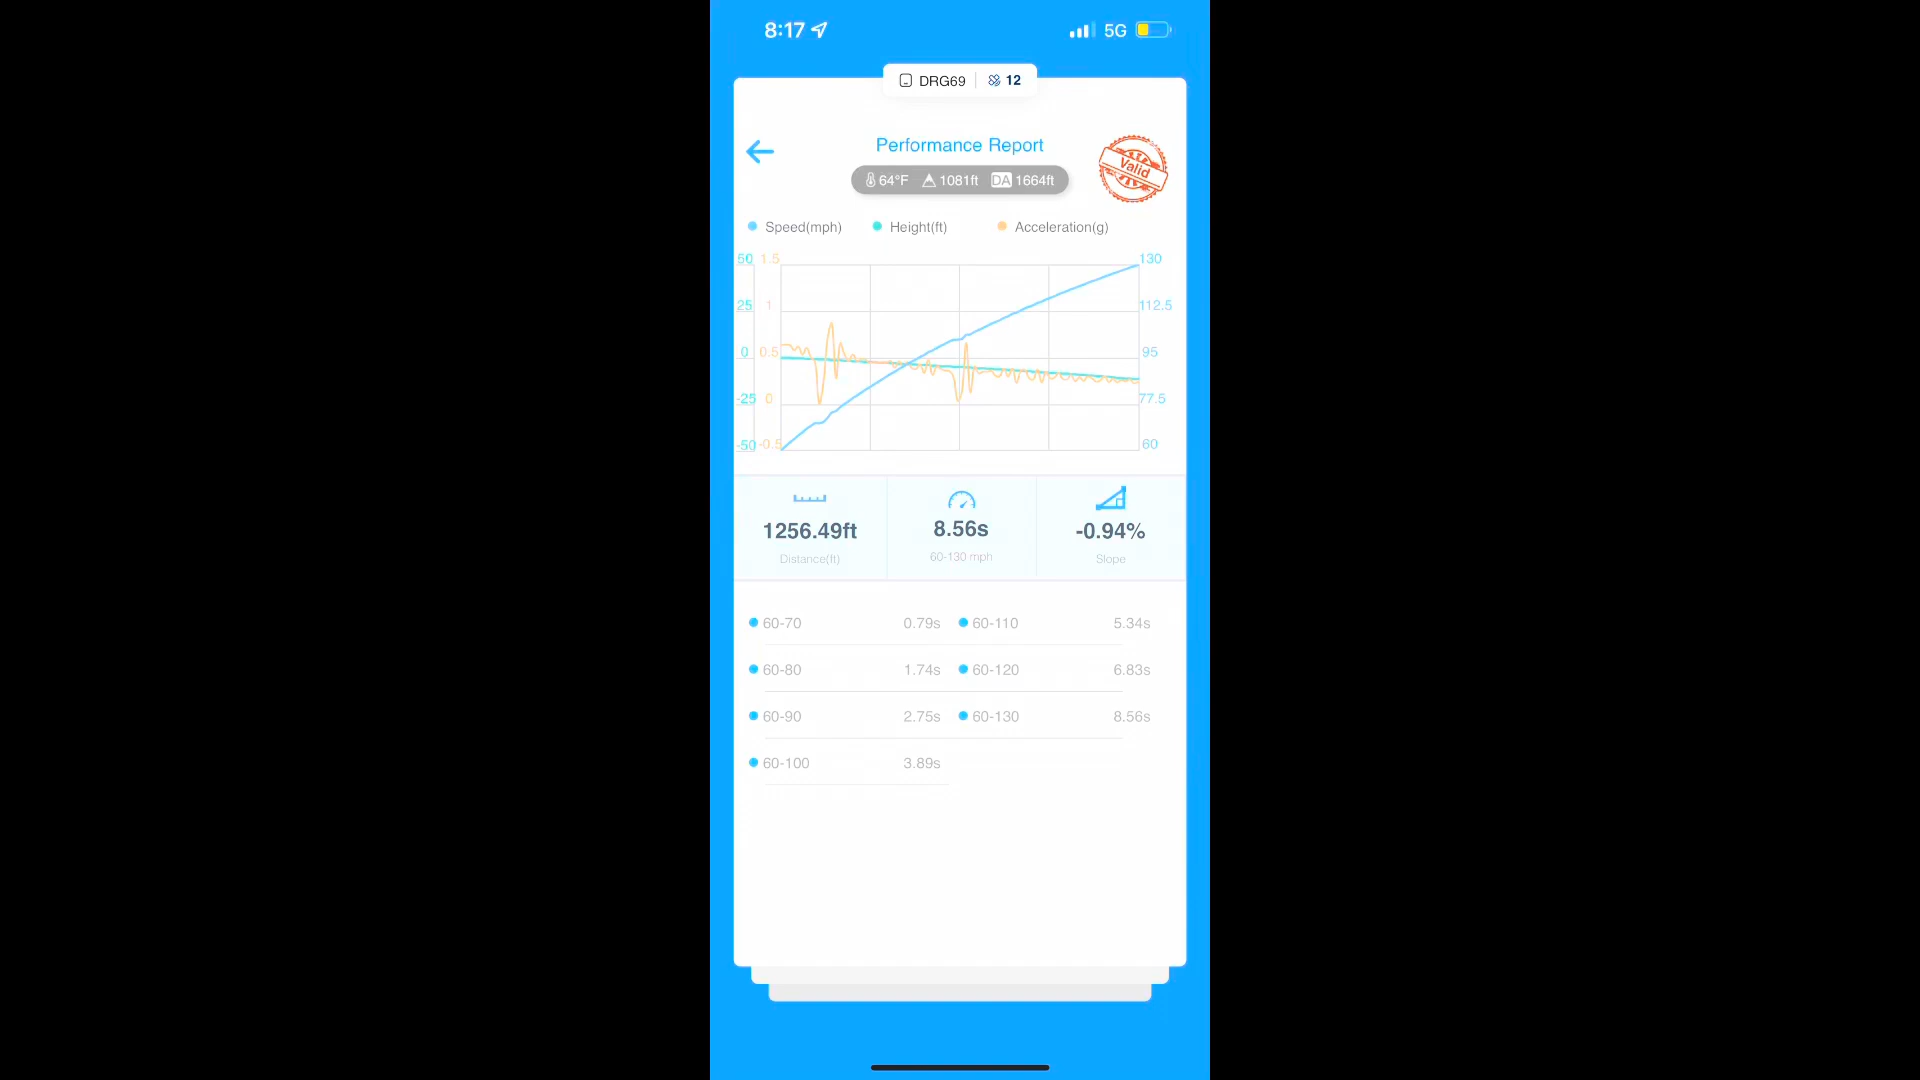 8:17 5G
DRG69 12
Performance Report
Valid
64°F 1081ft DA 1664ft
Speed(mph) Height(ft) Acceleration(g)
50 1.5 130
25 1 112.5
0 0.5 95
-25 0 77.5
-50 -0.5 60
1256.49ft 8.56s -0.94%
Distance(ft) 60-130 mph Slope
60-70 0.79s 60-110 5.34s
60-80 1.74s 60-120 6.83s
60-90 2.75s 60-130 8.56s
60-100 3.89s